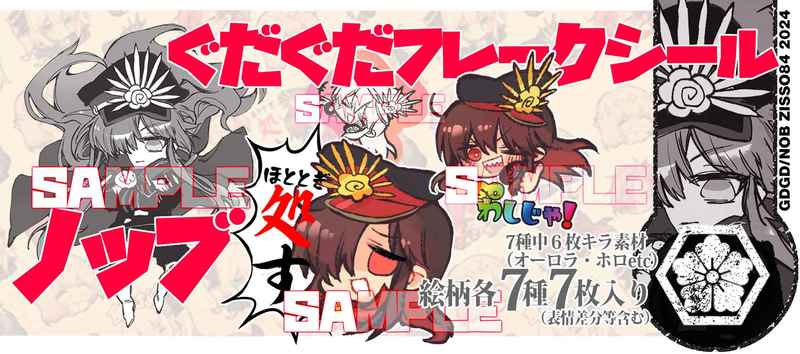 ぐだぐだフレークシール
SAMPLE
SAMPLE
SAMPLE
ほととぎ
処
す
わしじゃ!
ノッブ
7種中6枚キラ素材
(オーロラ・ホロetc)
絵柄各7種7枚入り
(表情差分等含む)
SAMPLE
GDGD/NOB ZISSO84 2024